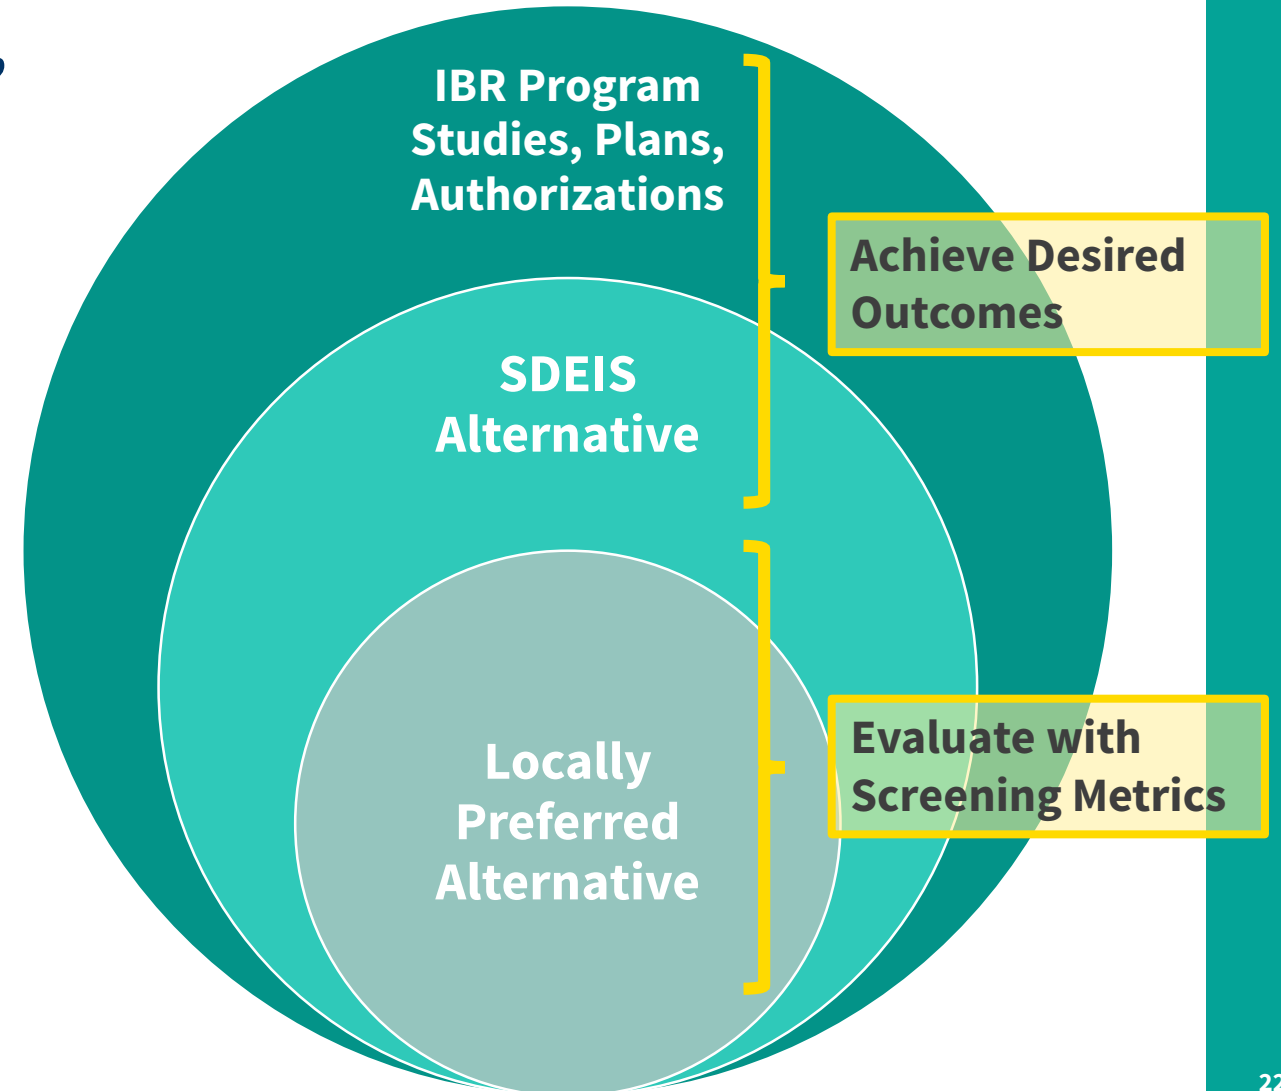 IBR Program
Studies, Plans,
Authorizations
Achieve Desired
Outcomes
SDEIS
Alternative
Evaluate with
Screening Metrics
Locally
Preferred
Alternative